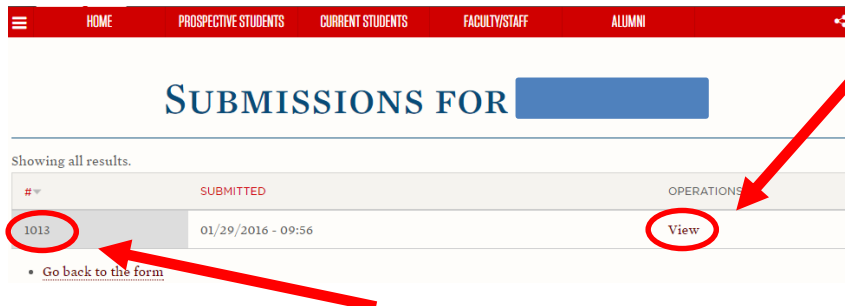 HOME PROSPECTIVE STUDENTS CURRENT STUDENTS FACULTY/STAFF ALUMNI
SUBMISSIONS FOR
Showing all results.
# SUBMITTED OPERATIONS
1013 01/29/2016 - 09:56 View
• Go back to the form